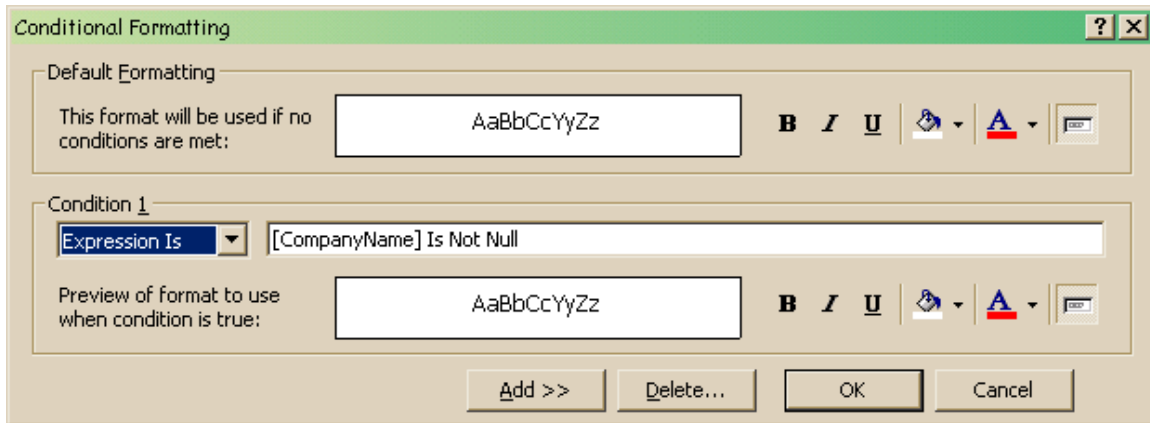 Conditional Formatting
Default Formatting
This format will be used if no
conditions are met:
AaBbCcYyZz
B I U A
Condition 1
Expression Is
[CompanyName] Is Not Null
Preview of format to use
when condition is true:
AaBbCcYyZz
B I U A
Add >> Delete... OK Cancel